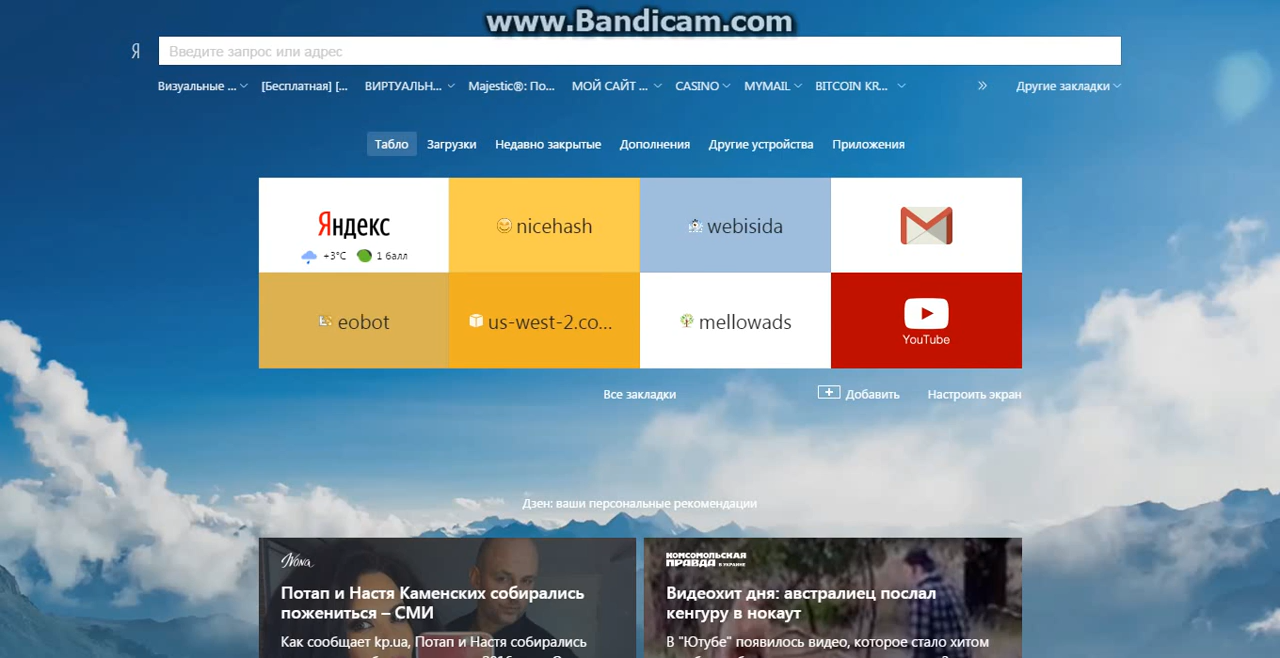 www.Bandicam.com
Я
Введите запрос или адрес
Визуальные ... [Бесплатная] [... ВИРТУАЛЬН... Majestic®: По... МОЙ САЙТ ... CASINO MYMAIL BITCOIN KR... » Другие закладки
Табло Загрузки Недавно закрытые Дополнения Другие устройства Приложения
Яндекс
+3°C 1 балл
nicehash
webisida
eobot
us-west-2.co...
mellowads
YouTube
Все закладки Добавить Настроить экран
Дзен: ваши персональные рекомендации
Nona
Потап и Настя Каменских собирались
пожениться – СМИ
Как сообщает kp.ua, Потап и Настя собирались
КОМСОМОЛЬСКАЯ
ПРАВДА В УКРАИНЕ
Видеохит дня: австралиец послал
кенгуру в нокаут
В "Ютубе" появилось видео, которое стало хитом